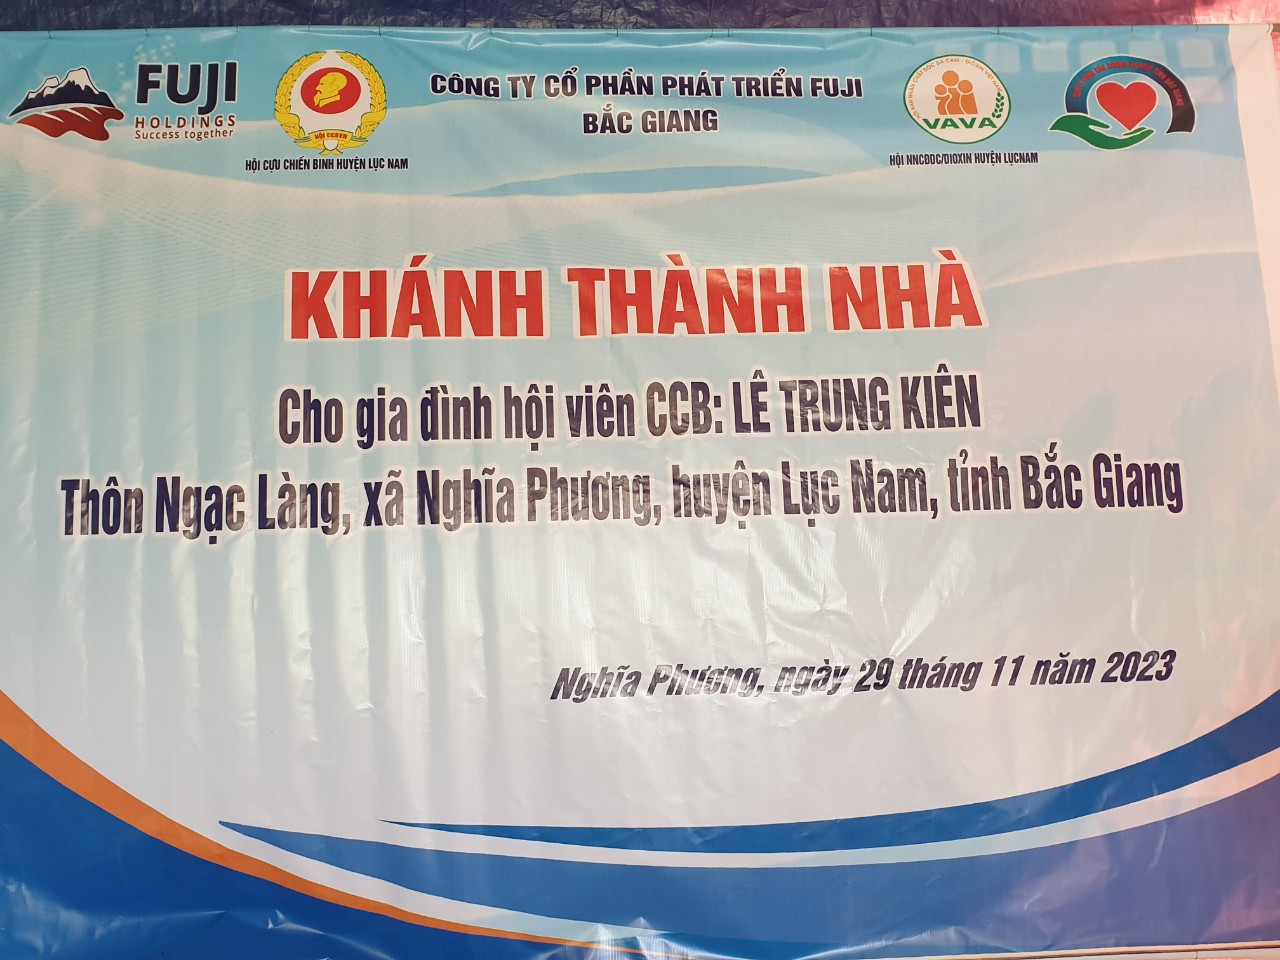 FUJI
HOLDINGS
Success together
HỘI CCBVN
HỘI CỰU CHIẾN BINH HUYỆN LỤC NAM
CÔNG TY CỔ PHẦN PHÁT TRIỂN FUJI
BẮC GIANG
VAVA
HỘI NNCĐDC/DIOXIN HUYỆN LỤCNAM
KHÁNH THÀNH NHÀ
Cho gia đình hội viên CCB: LÊ TRUNG KIÊN
Thôn Ngạc Làng, xã Nghĩa Phương, huyện Lục Nam, tỉnh Bắc Giang
Nghĩa Phương, ngày 29 tháng 11 năm 2023